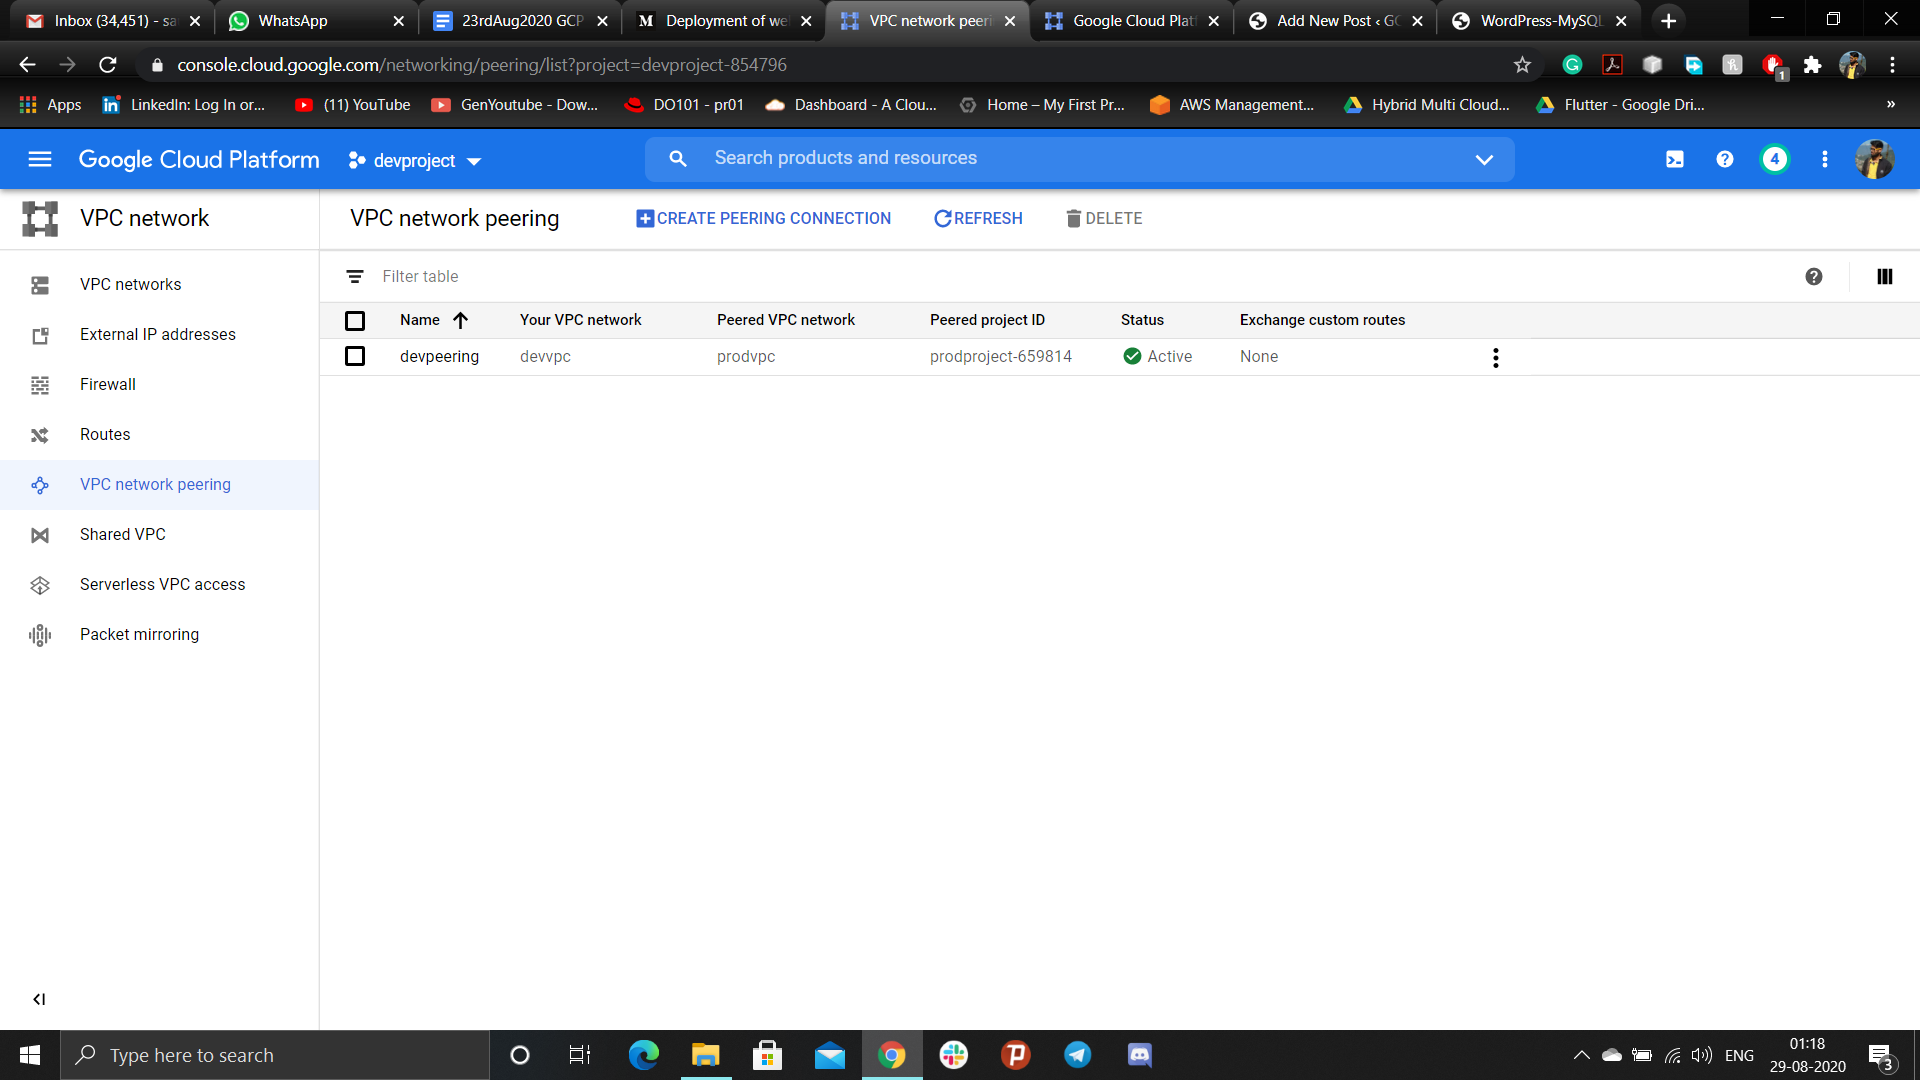 Inbox (34,451) - sa
WhatsApp
23rdAug2020 GCP
M Deployment of we
VPC network peeri
Google Cloud Plat
Add New Post ‹ GC
WordPress-MySQL
console.cloud.google.com/networking/peering/list?project=devproject-854796
1
Apps
LinkedIn: Log In or...
(11) YouTube
GenYoutube - Dow...
DO101 - pr01
Dashboard - A Clou...
Home – My First Pr...
AWS Management...
Hybrid Multi Cloud...
Flutter - Google Dri...
»
Google Cloud Platform
devproject
Search products and resources
4
VPC network
VPC network peering
CREATE PEERING CONNECTION
REFRESH
DELETE
VPC networks
External IP addresses
Firewall
Routes
VPC network peering
Shared VPC
Serverless VPC access
Packet mirroring
Filter table
Name Your VPC network Peered VPC network Peered project ID Status Exchange custom routes
devpeering devvpc prodvpc prodproject-659814 Active None
Type here to search
ENG
01:18
29-08-2020
3